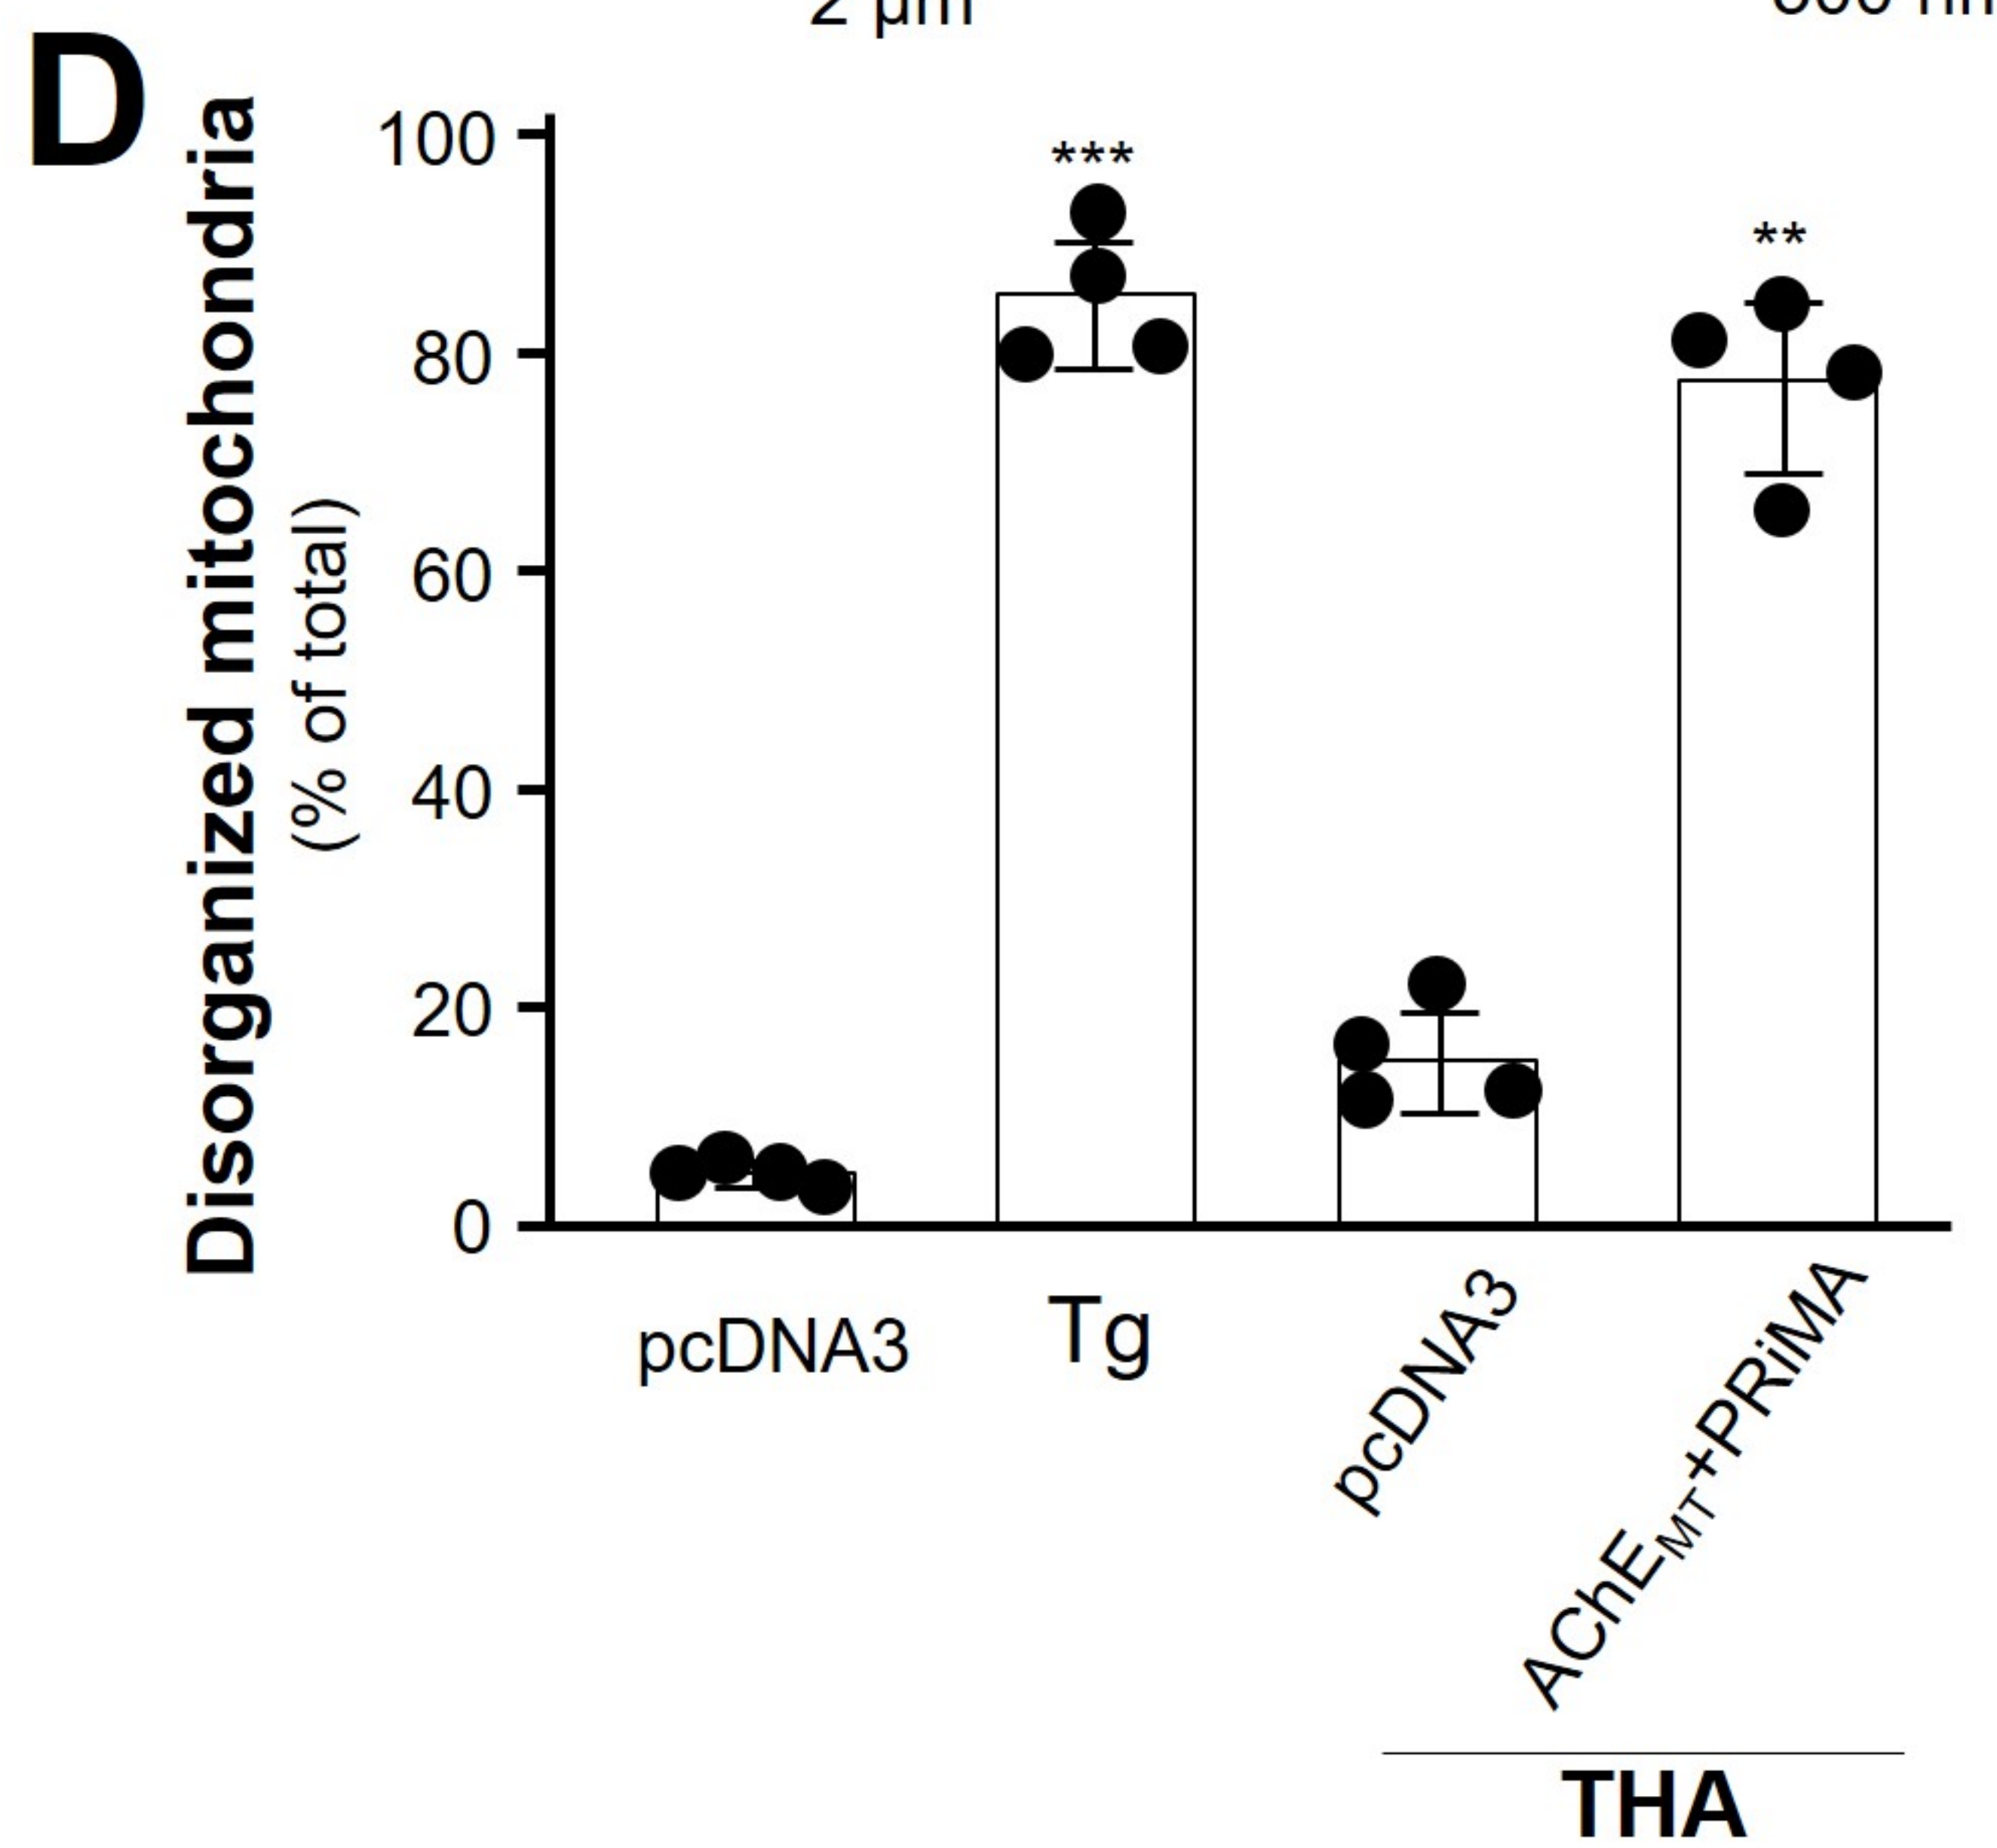 2 µm
D
Disorganized mitochondria
(% of total)
100
80
60
40
20
0
***
**
pcDNA3
Tg
pcDNA3
AChEMT+PRiMA
THA